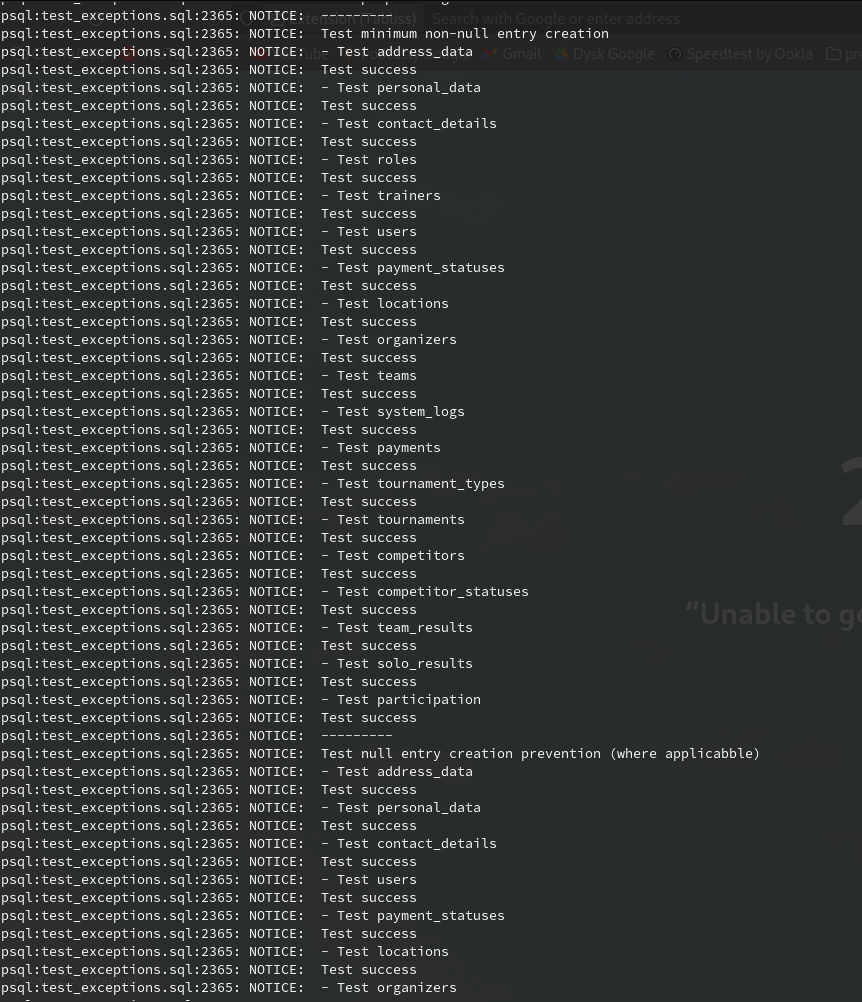 psql:test_exceptions.sql:2365: NOTICE:  ---------
Extension (Tabliss) Search with Google or enter address
psql:test_exceptions.sql:2365: NOTICE:  Test minimum non-null entry creation
psql:test_exceptions.sql:2365: NOTICE:  - Test address_data
Gmail Dysk Google Speedtest by Ookla
psql:test_exceptions.sql:2365: NOTICE:  Test success
psql:test_exceptions.sql:2365: NOTICE:  - Test personal_data
psql:test_exceptions.sql:2365: NOTICE:  Test success
psql:test_exceptions.sql:2365: NOTICE:  - Test contact_details
psql:test_exceptions.sql:2365: NOTICE:  Test success
psql:test_exceptions.sql:2365: NOTICE:  - Test roles
psql:test_exceptions.sql:2365: NOTICE:  Test success
psql:test_exceptions.sql:2365: NOTICE:  - Test trainers
psql:test_exceptions.sql:2365: NOTICE:  Test success
psql:test_exceptions.sql:2365: NOTICE:  - Test users
psql:test_exceptions.sql:2365: NOTICE:  Test success
psql:test_exceptions.sql:2365: NOTICE:  - Test payment_statuses
psql:test_exceptions.sql:2365: NOTICE:  Test success
psql:test_exceptions.sql:2365: NOTICE:  - Test locations
psql:test_exceptions.sql:2365: NOTICE:  Test success
psql:test_exceptions.sql:2365: NOTICE:  - Test organizers
psql:test_exceptions.sql:2365: NOTICE:  Test success
psql:test_exceptions.sql:2365: NOTICE:  - Test teams
psql:test_exceptions.sql:2365: NOTICE:  Test success
psql:test_exceptions.sql:2365: NOTICE:  - Test system_logs
psql:test_exceptions.sql:2365: NOTICE:  Test success
psql:test_exceptions.sql:2365: NOTICE:  - Test payments
psql:test_exceptions.sql:2365: NOTICE:  Test success
psql:test_exceptions.sql:2365: NOTICE:  - Test tournament_types
psql:test_exceptions.sql:2365: NOTICE:  Test success
psql:test_exceptions.sql:2365: NOTICE:  - Test tournaments
psql:test_exceptions.sql:2365: NOTICE:  Test success
psql:test_exceptions.sql:2365: NOTICE:  - Test competitors
psql:test_exceptions.sql:2365: NOTICE:  Test success
psql:test_exceptions.sql:2365: NOTICE:  - Test competitor_statuses
psql:test_exceptions.sql:2365: NOTICE:  Test success
“Unable to
psql:test_exceptions.sql:2365: NOTICE:  - Test team_results
psql:test_exceptions.sql:2365: NOTICE:  Test success
psql:test_exceptions.sql:2365: NOTICE:  - Test solo_results
psql:test_exceptions.sql:2365: NOTICE:  Test success
psql:test_exceptions.sql:2365: NOTICE:  - Test participation
psql:test_exceptions.sql:2365: NOTICE:  Test success
psql:test_exceptions.sql:2365: NOTICE:  ---------
psql:test_exceptions.sql:2365: NOTICE:  Test null entry creation prevention (where applicabble)
psql:test_exceptions.sql:2365: NOTICE:  - Test address_data
psql:test_exceptions.sql:2365: NOTICE:  Test success
psql:test_exceptions.sql:2365: NOTICE:  - Test personal_data
psql:test_exceptions.sql:2365: NOTICE:  Test success
psql:test_exceptions.sql:2365: NOTICE:  - Test contact_details
psql:test_exceptions.sql:2365: NOTICE:  Test success
psql:test_exceptions.sql:2365: NOTICE:  - Test users
psql:test_exceptions.sql:2365: NOTICE:  Test success
psql:test_exceptions.sql:2365: NOTICE:  - Test payment_statuses
psql:test_exceptions.sql:2365: NOTICE:  Test success
psql:test_exceptions.sql:2365: NOTICE:  - Test locations
psql:test_exceptions.sql:2365: NOTICE:  Test success
psql:test_exceptions.sql:2365: NOTICE:  - Test organizers